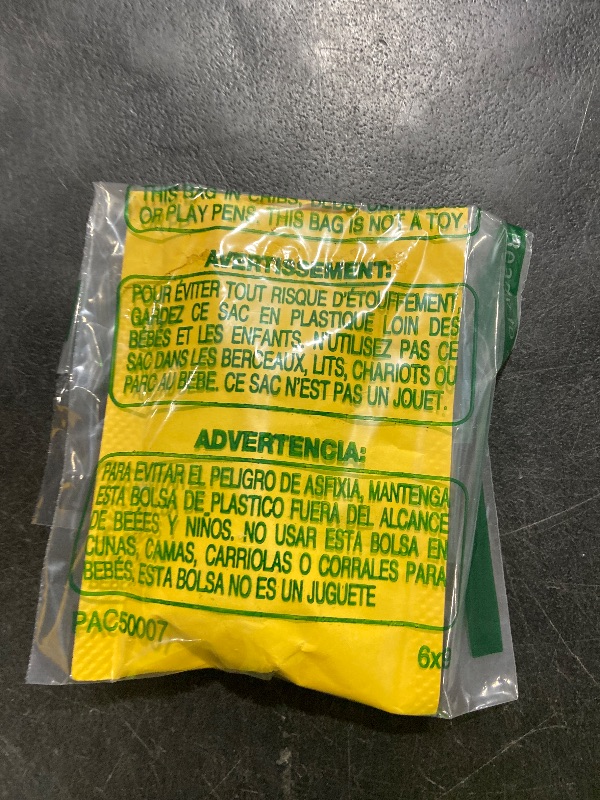 THIS BAG IN CRIBS, BEDS, CARRIAGES
OR PLAY PENS. THIS BAG IS NOT A TOY
AVERTISSEMENT:
POUR ÉVITER TOUT RISQUE D'ÉTOUFFEMENT,
GARDEZ CE SAC EN PLASTIQUE LOIN DES
BÉBÉS ET LES ENFANTS. N'UTILISEZ PAS CE
SAC DANS LES BERCEAUX, LITS, CHARIOTS OU
PARC AU BÉBÉ. CE SAC N'ÉST PAS UN JOUET.
ADVERTENCIA:
PARA EVITAR EL PELIGRO DE ASFIXIA, MANTENGA
ESTA BOLSA DE PLASTICO FUERA DEL ALCANCE
DE BEBES Y NIÑOS. NO USAR ESTA BOLSA EN
CUNAS, CAMAS, CARRIOLAS O CORRALES PARA
BEBÉS. ESTA BOLSA NO ES UN JUGUETE
PAC50007
6x9